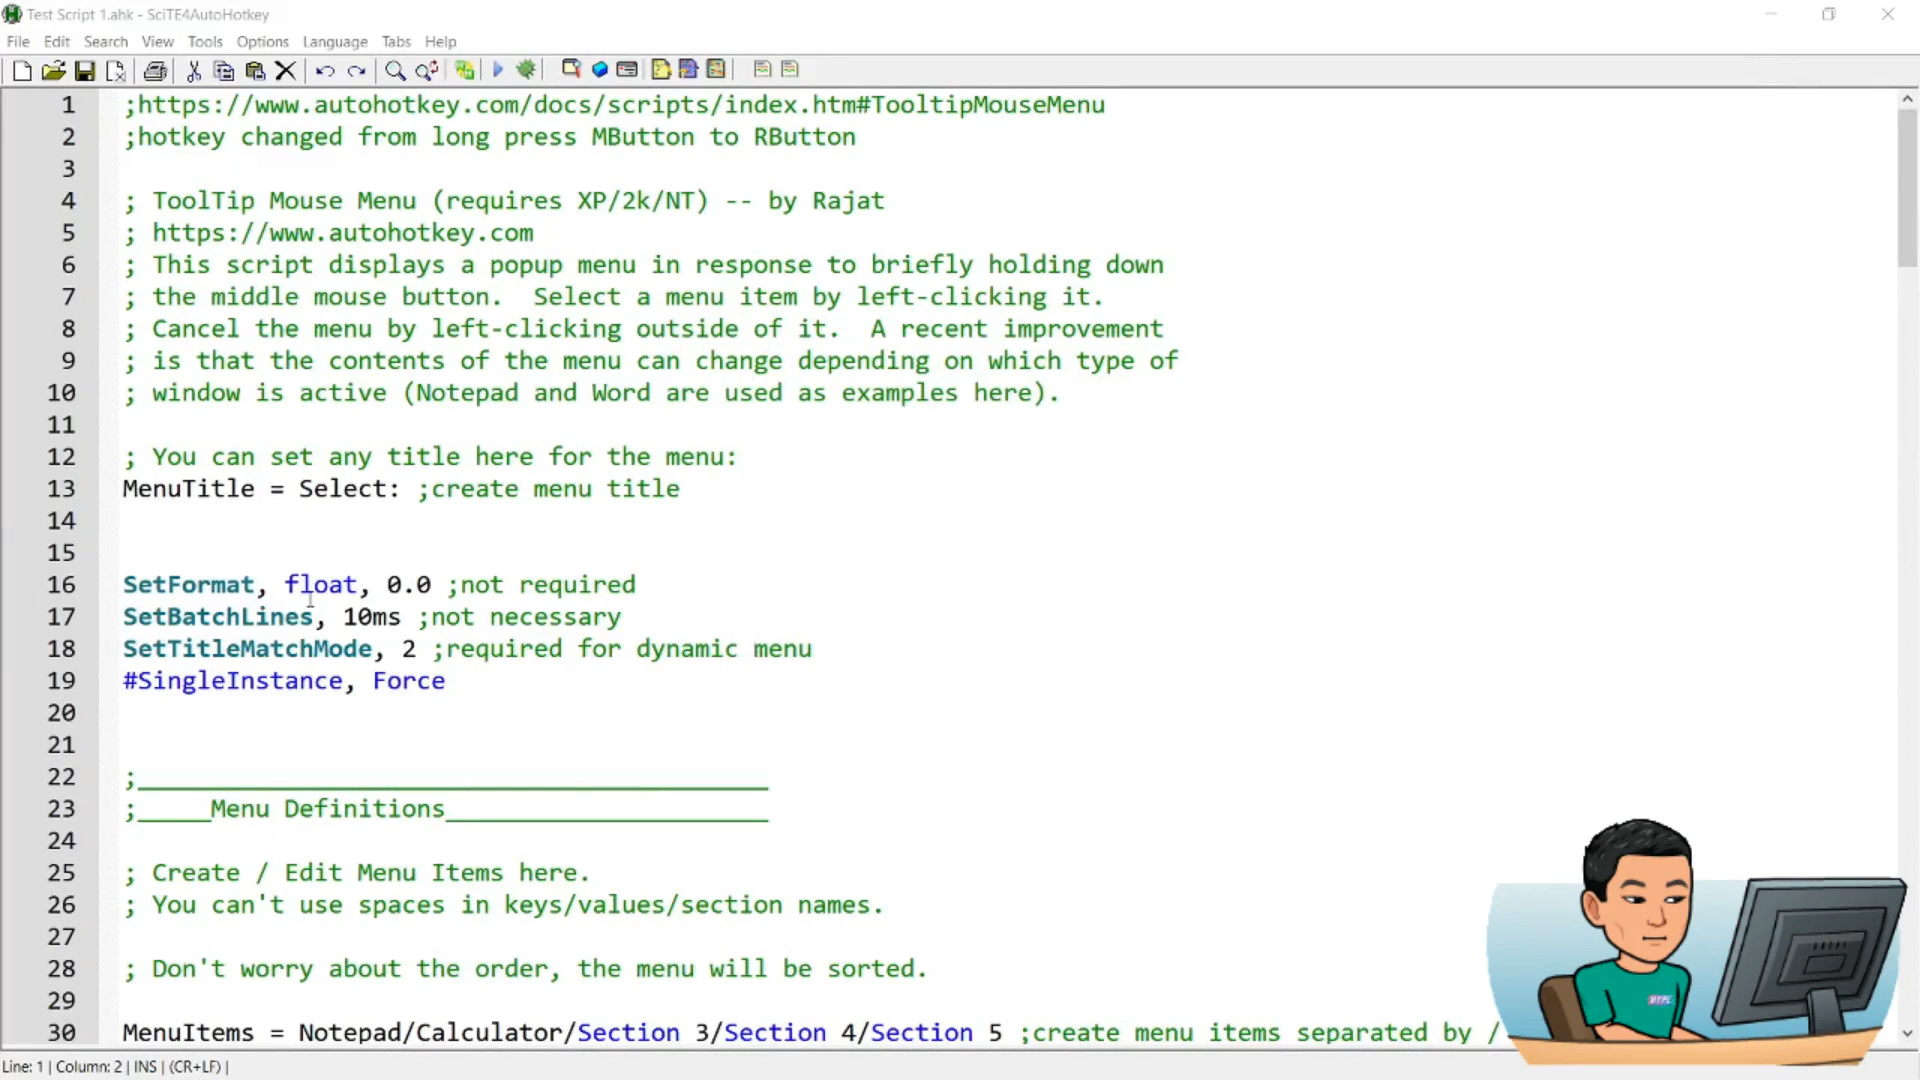 Test Script 1.ahk - SciTE4AutoHotkey
File Edit Search View Tools Options Language Tabs Help
1 ;https://www.autohotkey.com/docs/scripts/index.htm#TooltipMouseMenu
2 ;hotkey changed from long press MButton to RButton
3
4 ; ToolTip Mouse Menu (requires XP/2k/NT) -- by Rajat
5 ; https://www.autohotkey.com
6 ; This script displays a popup menu in response to briefly holding down
7 ; the middle mouse button.  Select a menu item by left-clicking it.
8 ; Cancel the menu by left-clicking outside of it.  A recent improvement
9 ; is that the contents of the menu can change depending on which type of
10 ; window is active (Notepad and Word are used as examples here).
11
12 ; You can set any title here for the menu:
13 MenuTitle = Select: ;create menu title
14
15
16 SetFormat, float, 0.0 ;not required
17 SetBatchLines, 10ms ;not necessary
18 SetTitleMatchMode, 2 ;required for dynamic menu
19 #SingleInstance, Force
20
21
22 ;___________________________________________
23 ;_____Menu Definitions______________________
24
25 ; Create / Edit Menu Items here.
26 ; You can't use spaces in keys/values/section names.
27
28 ; Don't worry about the order, the menu will be sorted.
29
30 MenuItems = Notepad/Calculator/Section 3/Section 4/Section 5 ;create menu items separated by /
Line: 1 | Column: 2 | INS | (CR+LF) |